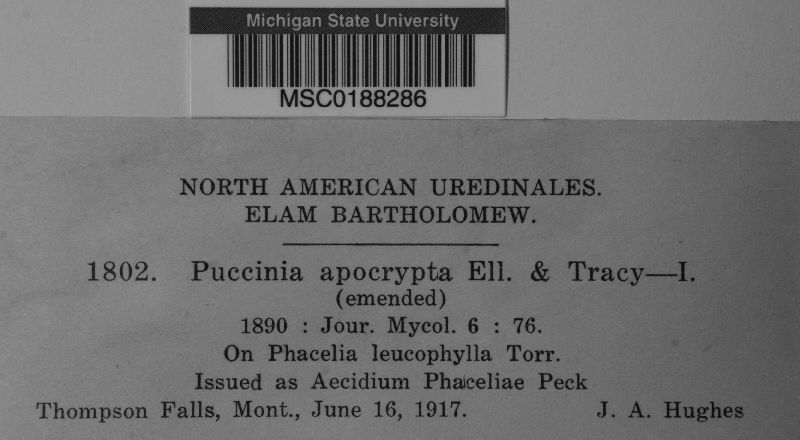 Michigan State University
MSC0188286
NORTH AMERICAN UREDINALES.
ELAM BARTHOLOMEW.
1802. Puccinia apocrypta Ell. & Tracy—I.
(emended)
1890 : Jour. Mycol. 6 : 76.
On Phacelia leucophylla Torr.
Issued as Aecidium Phaceliae Peck
Thompson Falls, Mont., June 16, 1917. J. A. Hughes